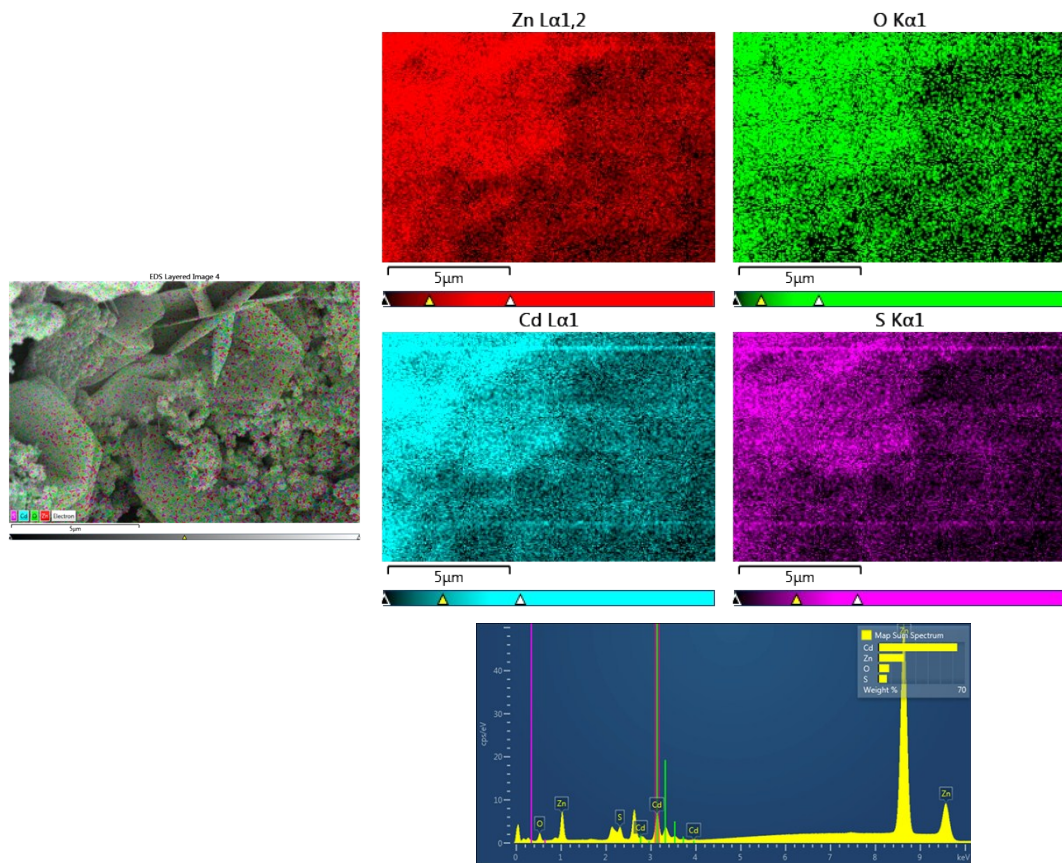 Zn Lα1,2
O Kα1
5µm
5µm
Cd Lα1
S Kα1
EDS Layered Image 4
S Cd O Zn Electron
5µm
5µm
5µm
Map Sum Spectrum
Cd
Zn
O
S
Weight % 70
cps/eV
40
30
20
10
0
O
Zn
S
Cd
Cd
Cd
Zn
Zn
0 1 2 3 4 5 6 7 8 9 keV